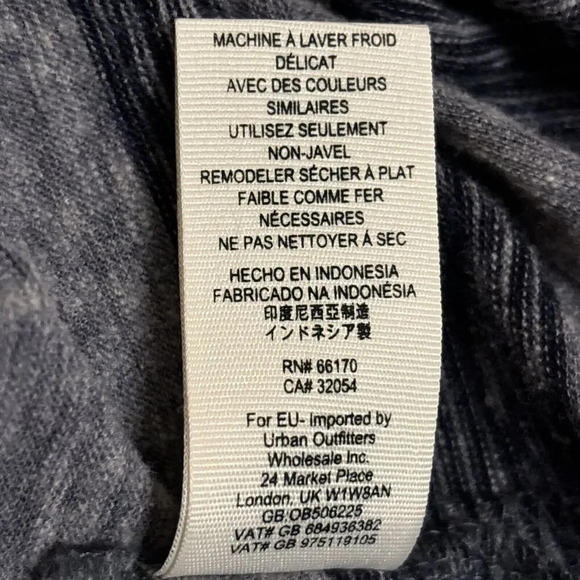 MACHINE À LAVER FROID
DÉLICAT
AVEC DES COULEURS
SIMILAIRES
UTILISEZ SEULEMENT
NON-JAVEL
REMODELER SÉCHER À PLAT
FAIBLE COMME FER
NÉCESSAIRES
NE PAS NETTOYER À SEC
HECHO EN INDONESIA
FABRICADO NA INDONÉSIA
印度尼西亞制造
インドネシア製
RN# 66170
CA# 32054
For EU- Imported by
Urban Outfitters
Wholesale Inc.
24 Market Place
London, UK W1W8AN
GB OB506225
VAT# GB 684936382
VAT# GB 975119105